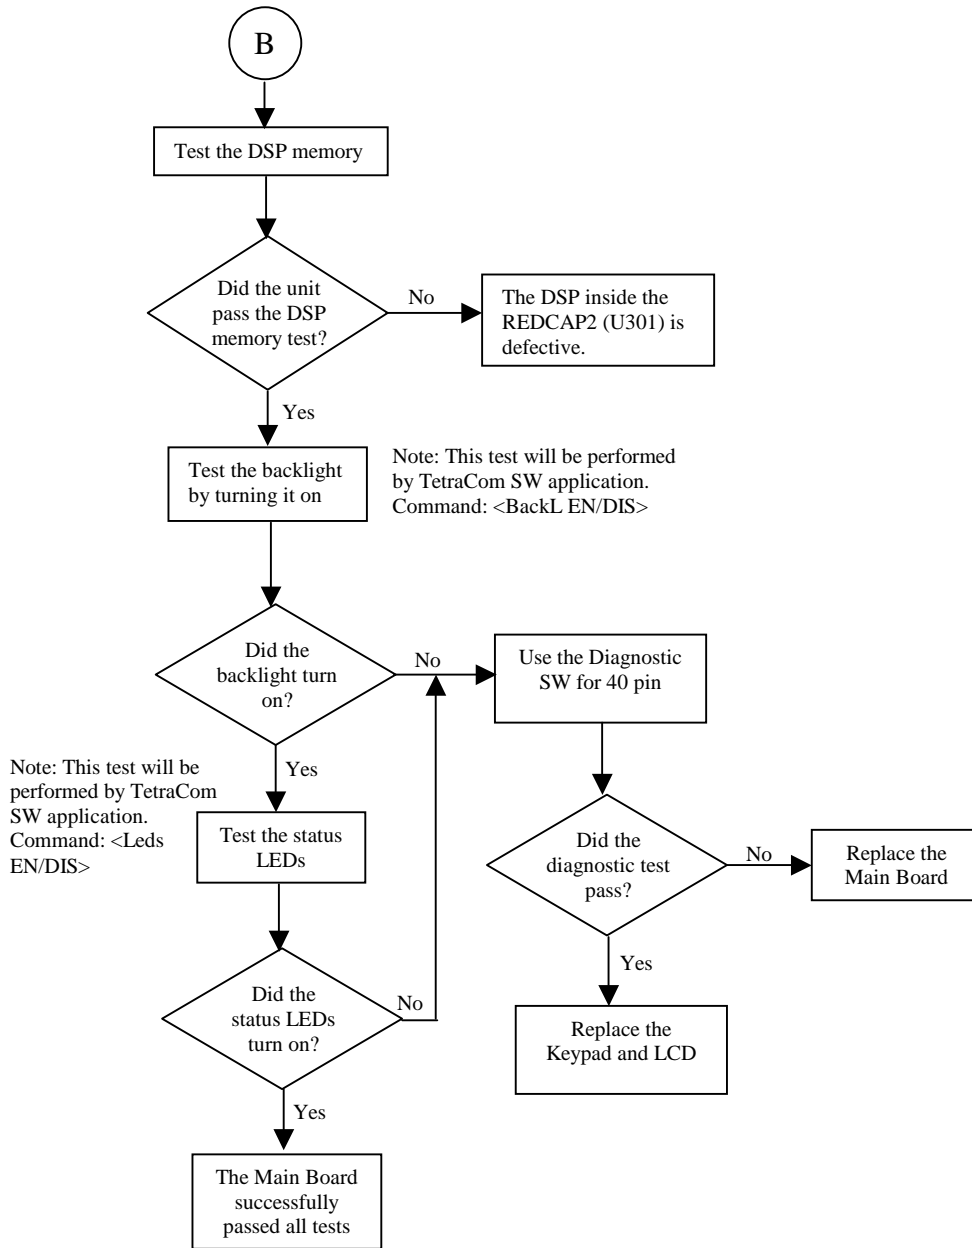 B
Test the DSP memory
Did the unit
pass the DSP
memory test?
No
The DSP inside the
REDCAP2 (U301) is
defective.
Yes
Test the backlight
by turning it on
Note: This test will be performed
by TetraCom SW application.
Command: <BackL EN/DIS>
Did the
backlight turn
on?
No
Use the Diagnostic
SW for 40 pin
Yes
Note: This test will be
performed by TetraCom
SW application.
Command: <Leds
EN/DIS>
Test the status
LEDs
Did the
diagnostic test
pass?
No
Replace the
Main Board
Yes
Replace the
Keypad and LCD
Did the
status LEDs
turn on?
No
Yes
The Main Board
successfully
passed all tests